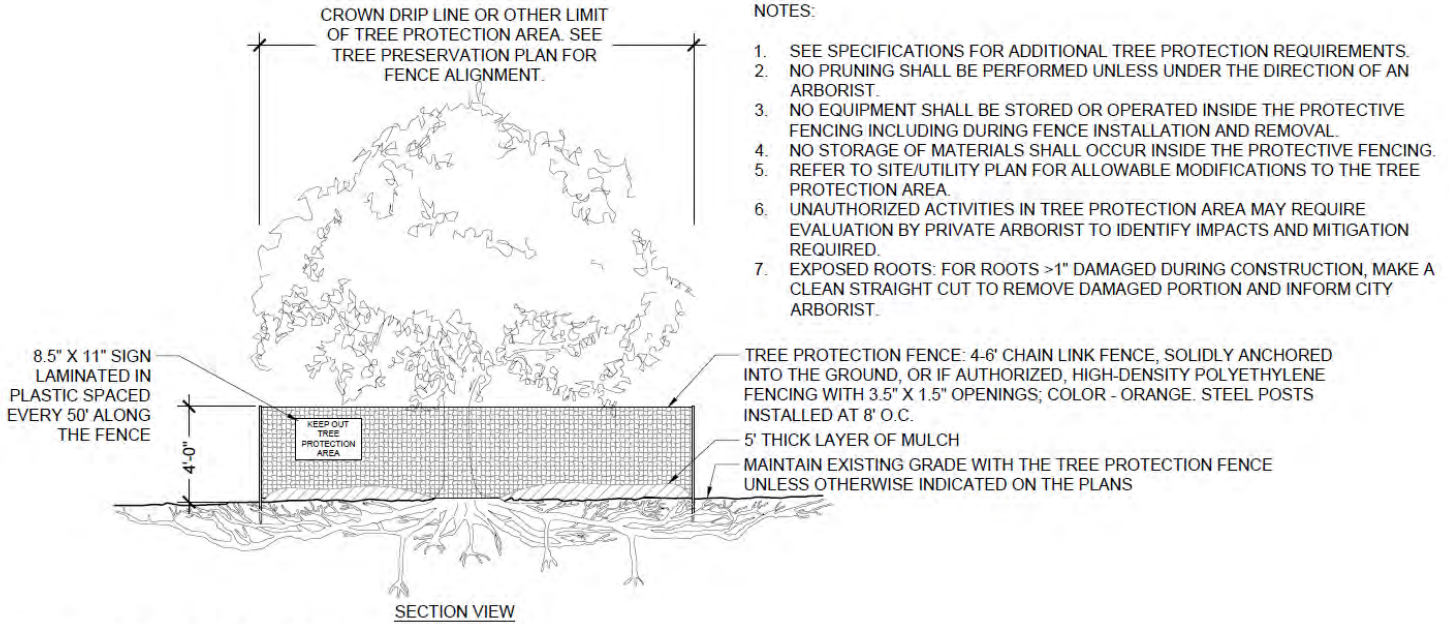 CROWN DRIP LINE OR OTHER LIMIT
OF TREE PROTECTION AREA. SEE
TREE PRESERVATION PLAN FOR
FENCE ALIGNMENT.
NOTES:
1. SEE SPECIFICATIONS FOR ADDITIONAL TREE PROTECTION REQUIREMENTS.
2. NO PRUNING SHALL BE PERFORMED UNLESS UNDER THE DIRECTION OF AN
ARBORIST.
3. NO EQUIPMENT SHALL BE STORED OR OPERATED INSIDE THE PROTECTIVE
FENCING INCLUDING DURING FENCE INSTALLATION AND REMOVAL.
4. NO STORAGE OF MATERIALS SHALL OCCUR INSIDE THE PROTECTIVE FENCING.
5. REFER TO SITE/UTILITY PLAN FOR ALLOWABLE MODIFICATIONS TO THE TREE
PROTECTION AREA.
6. UNAUTHORIZED ACTIVITIES IN TREE PROTECTION AREA MAY REQUIRE
EVALUATION BY PRIVATE ARBORIST TO IDENTIFY IMPACTS AND MITIGATION
REQUIRED.
7. EXPOSED ROOTS: FOR ROOTS >1" DAMAGED DURING CONSTRUCTION, MAKE A
CLEAN STRAIGHT CUT TO REMOVE DAMAGED PORTION AND INFORM CITY
ARBORIST.
8.5" X 11" SIGN
LAMINATED IN
PLASTIC SPACED
EVERY 50' ALONG
THE FENCE
4'-0"
KEEP OUT
TREE
PROTECTION
AREA
TREE PROTECTION FENCE: 4-6' CHAIN LINK FENCE, SOLIDLY ANCHORED
INTO THE GROUND, OR IF AUTHORIZED, HIGH-DENSITY POLYETHYLENE
FENCING WITH 3.5" X 1.5" OPENINGS; COLOR - ORANGE. STEEL POSTS
INSTALLED AT 8' O.C.
5' THICK LAYER OF MULCH
MAINTAIN EXISTING GRADE WITH THE TREE PROTECTION FENCE
UNLESS OTHERWISE INDICATED ON THE PLANS
SECTION VIEW